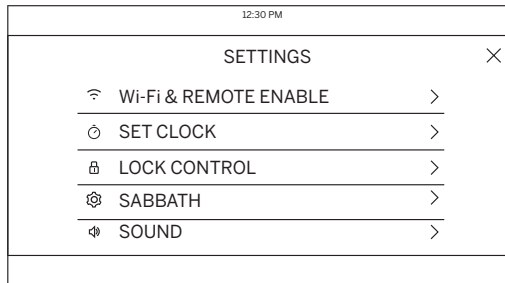 12:30 PM
SETTINGS
Wi-Fi & REMOTE ENABLE
SET CLOCK
LOCK CONTROL
SABBATH
SOUND